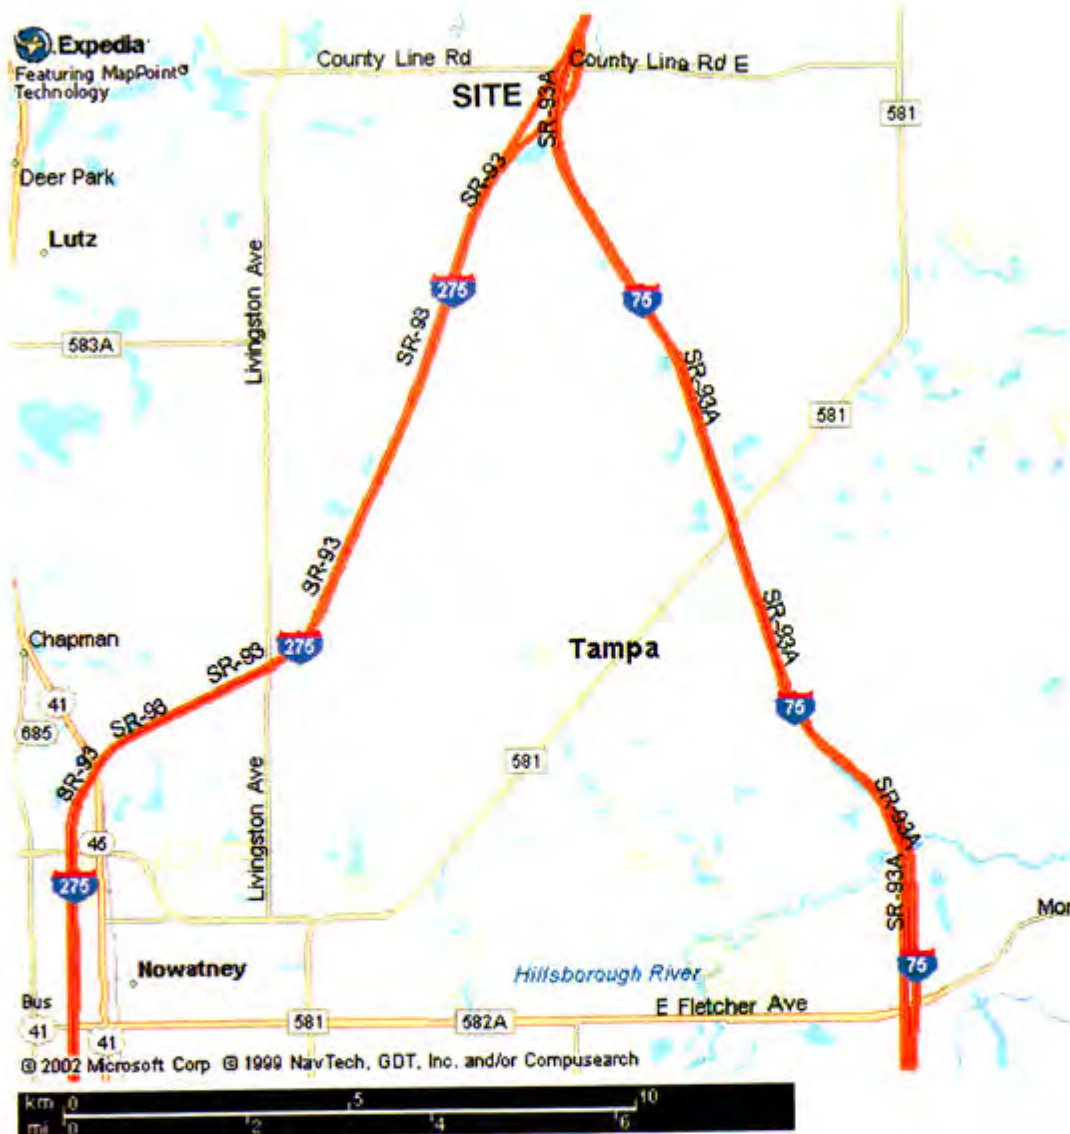 Expedia
Featuring MapPoint®
Technology
County Line Rd
County Line Rd E
SITE
SR-93A
581
SR-93
Deer Park
Lutz
275
75
Livingston Ave
SR-93
583A
SR-93A
581
SR-93
SR-93A
Chapman
275
SR-93
Tampa
41
SR-93
75
685
581
SR-93
SR-93A
45
Livingston Ave
275
SR-93A
Mor
Nowatney
Hillsborough River
75
Bus
E Fletcher Ave
41
581
582A
41
© 2002 Microsoft Corp © 1999 NavTech, GDT, Inc. and/or Compusearch
km 0 5 10
mi 0 2 4 6